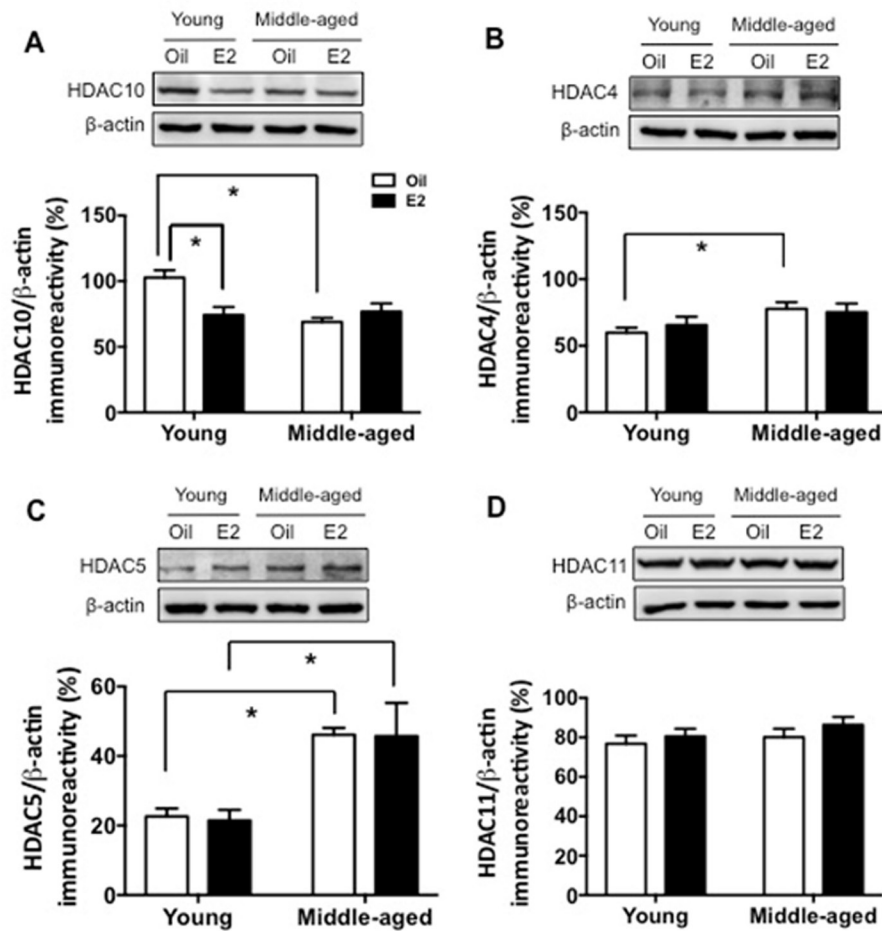 A
Young Middle-aged
Oil E2 Oil E2
HDAC10
β-actin
Oil
E2
*
*
HDAC10/β-actin
immunoreactivity (%)
150
100
50
0
Young Middle-aged
B
Young Middle-aged
Oil E2 Oil E2
HDAC4
β-actin
*
HDAC4/β-actin
immunoreactivity (%)
150
100
50
0
Young Middle-aged
C
Young Middle-aged
Oil E2 Oil E2
HDAC5
β-actin
*
*
HDAC5/β-actin
immunoreactivity (%)
60
40
20
0
Young Middle-aged
D
Young Middle-aged
Oil E2 Oil E2
HDAC11
β-actin
HDAC11/β-actin
immunoreactivity (%)
100
80
60
40
20
0
Young Middle-aged